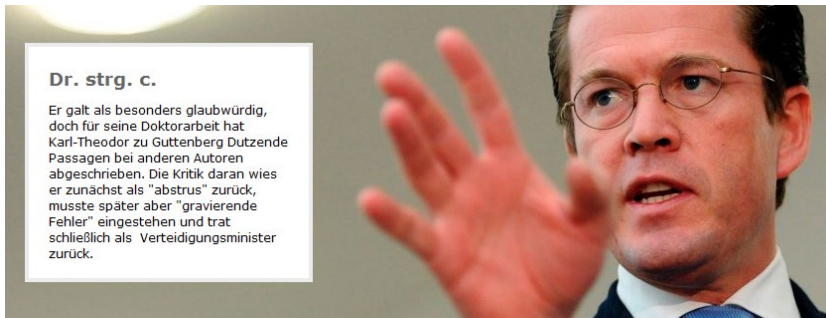 Dr. strg. c.
Er galt als besonders glaubwürdig,
doch für seine Doktorarbeit hat
Karl-Theodor zu Guttenberg Dutzende
Passagen bei anderen Autoren
abgeschrieben. Die Kritik daran wies
er zunächst als "abstrus" zurück,
musste später aber "gravierende
Fehler" eingestehen und trat
schließlich als  Verteidigungsminister
zurück.